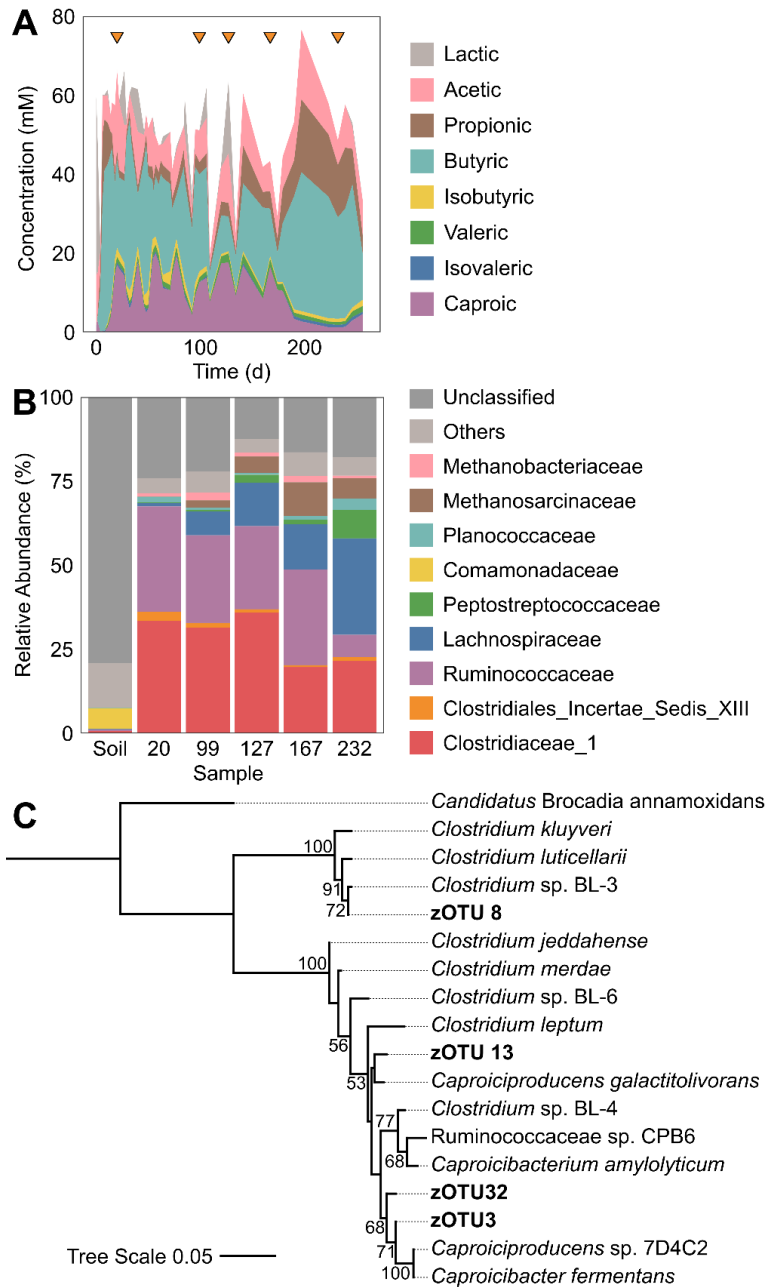 A
80
60
40
20
0
Concentration (mM)
0 100 200
Time (d)
Lactic
Acetic
Propionic
Butyric
Isobutyric
Valeric
Isovaleric
Caproic
B
100
75
50
25
0
Relative Abundance (%)
Soil 20 99 127 167 232
Sample
Unclassified
Others
Methanobacteriaceae
Methanosarcinaceae
Planococcaceae
Comamonadaceae
Peptostreptococcaceae
Lachnospiraceae
Ruminococcaceae
Clostridiales_Incertae_Sedis_XIII
Clostridiaceae_1
C
Candidatus Brocadia annamoxidans
Clostridium kluyveri
100
Clostridium luticellarii
91
Clostridium sp. BL-3
72
zOTU 8
Clostridium jeddahense
100
Clostridium merdae
Clostridium sp. BL-6
Clostridium leptum
56
zOTU 13
53
Caproiciproducens galactitolivorans
Clostridium sp. BL-4
77
Ruminococcaceae sp. CPB6
68
Caproicibacterium amylolyticum
zOTU32
68
zOTU3
71
Caproiciproducens sp. 7D4C2
100
Caproicibacter fermentans
Tree Scale 0.05